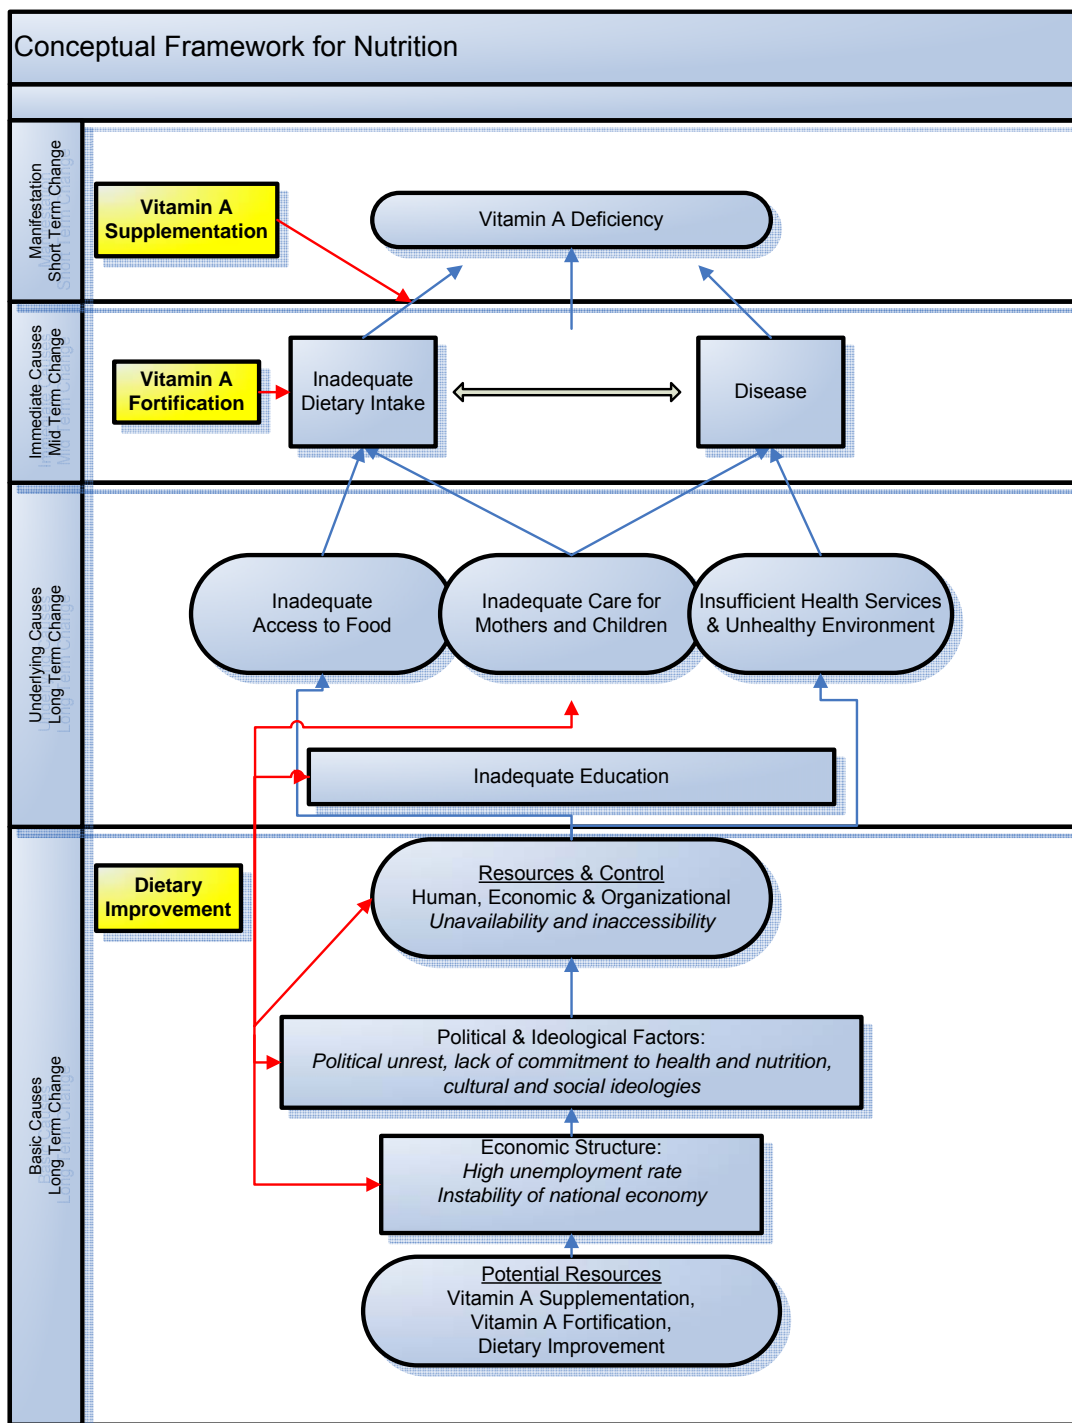 Conceptual Framework for Nutrition
Manifestation
Short Term Change
Vitamin A
Supplementation
Vitamin A Deficiency
Immediate Causes
Mid Term Change
Vitamin A
Fortification
Inadequate
Dietary Intake
Disease
Underlying Causes
Long Term Change
Inadequate
Access to Food
Inadequate Care for
Mothers and Children
Insufficient Health Services
& Unhealthy Environment
Inadequate Education
Basic Causes
Long Term Change
Dietary
Improvement
Resources & Control
Human, Economic & Organizational
Unavailability and inaccessibility
Political & Ideological Factors:
Political unrest, lack of commitment to health and nutrition,
cultural and social ideologies
Economic Structure:
High unemployment rate
Instability of national economy
Potential Resources
Vitamin A Supplementation,
Vitamin A Fortification,
Dietary Improvement